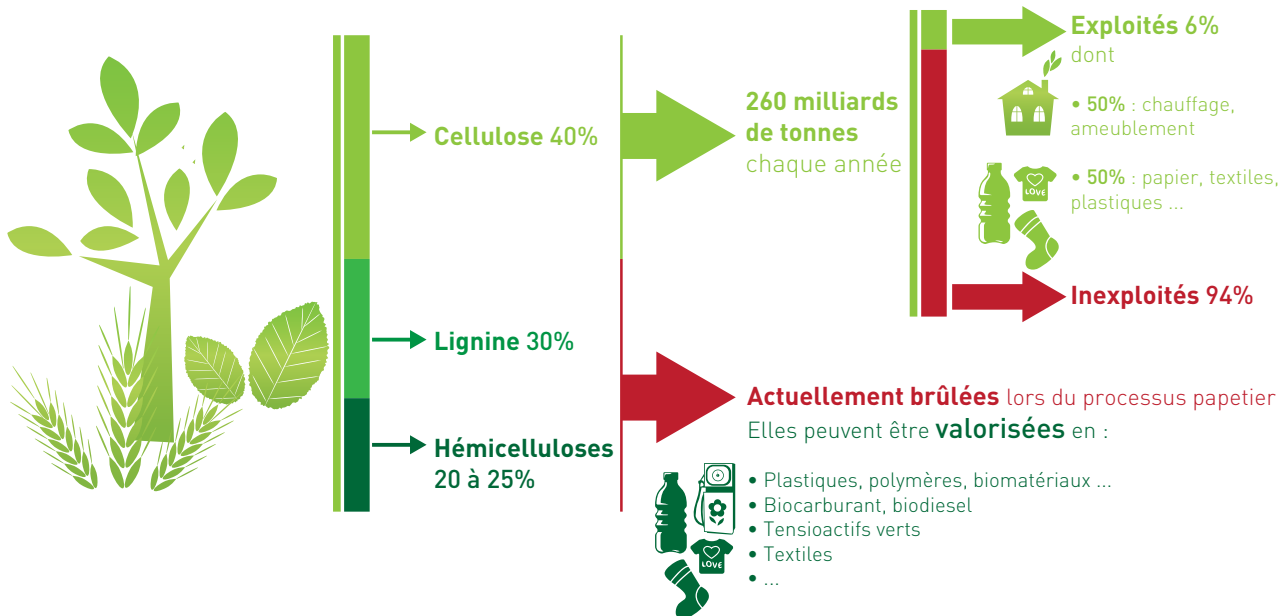 Cellulose 40%
Lignine 30%
Hémicelluloses
20 à 25%
260 milliards
de tonnes
chaque année
Exploités 6%
dont
• 50% : chauffage,
ameublement
LOVE
• 50% : papier, textiles,
plastiques ...
Inexploités 94%
Actuellement brûlées lors du processus papetier
Elles peuvent être valorisées en :
LOVE
• Plastiques, polymères, biomatériaux ...
• Biocarburant, biodiesel
• Tensioactifs verts
• Textiles
• ...